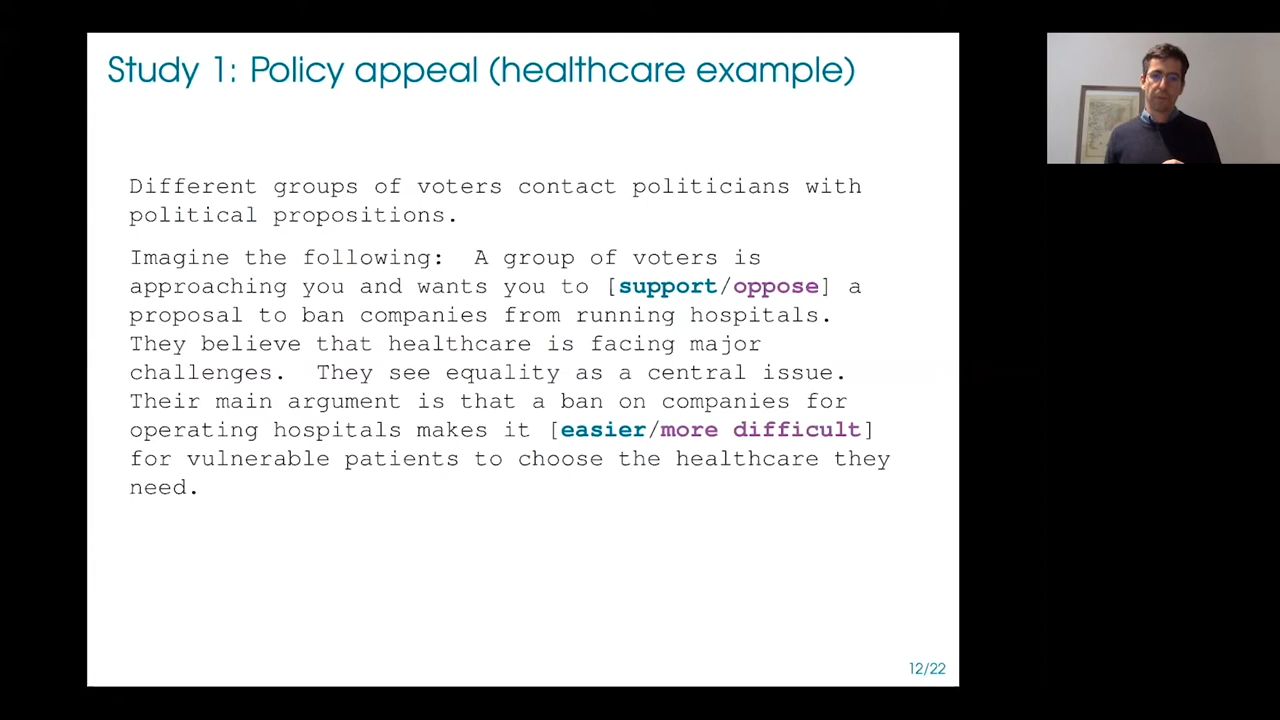 Study 1: Policy appeal (healthcare example)
Different groups of voters contact politicians with
political propositions.
Imagine the following: A group of voters is
approaching you and wants you to [support/oppose] a
proposal to ban companies from running hospitals.
They believe that healthcare is facing major
challenges. They see equality as a central issue.
Their main argument is that a ban on companies for
operating hospitals makes it [easier/more difficult]
for vulnerable patients to choose the healthcare they
need.
12/22